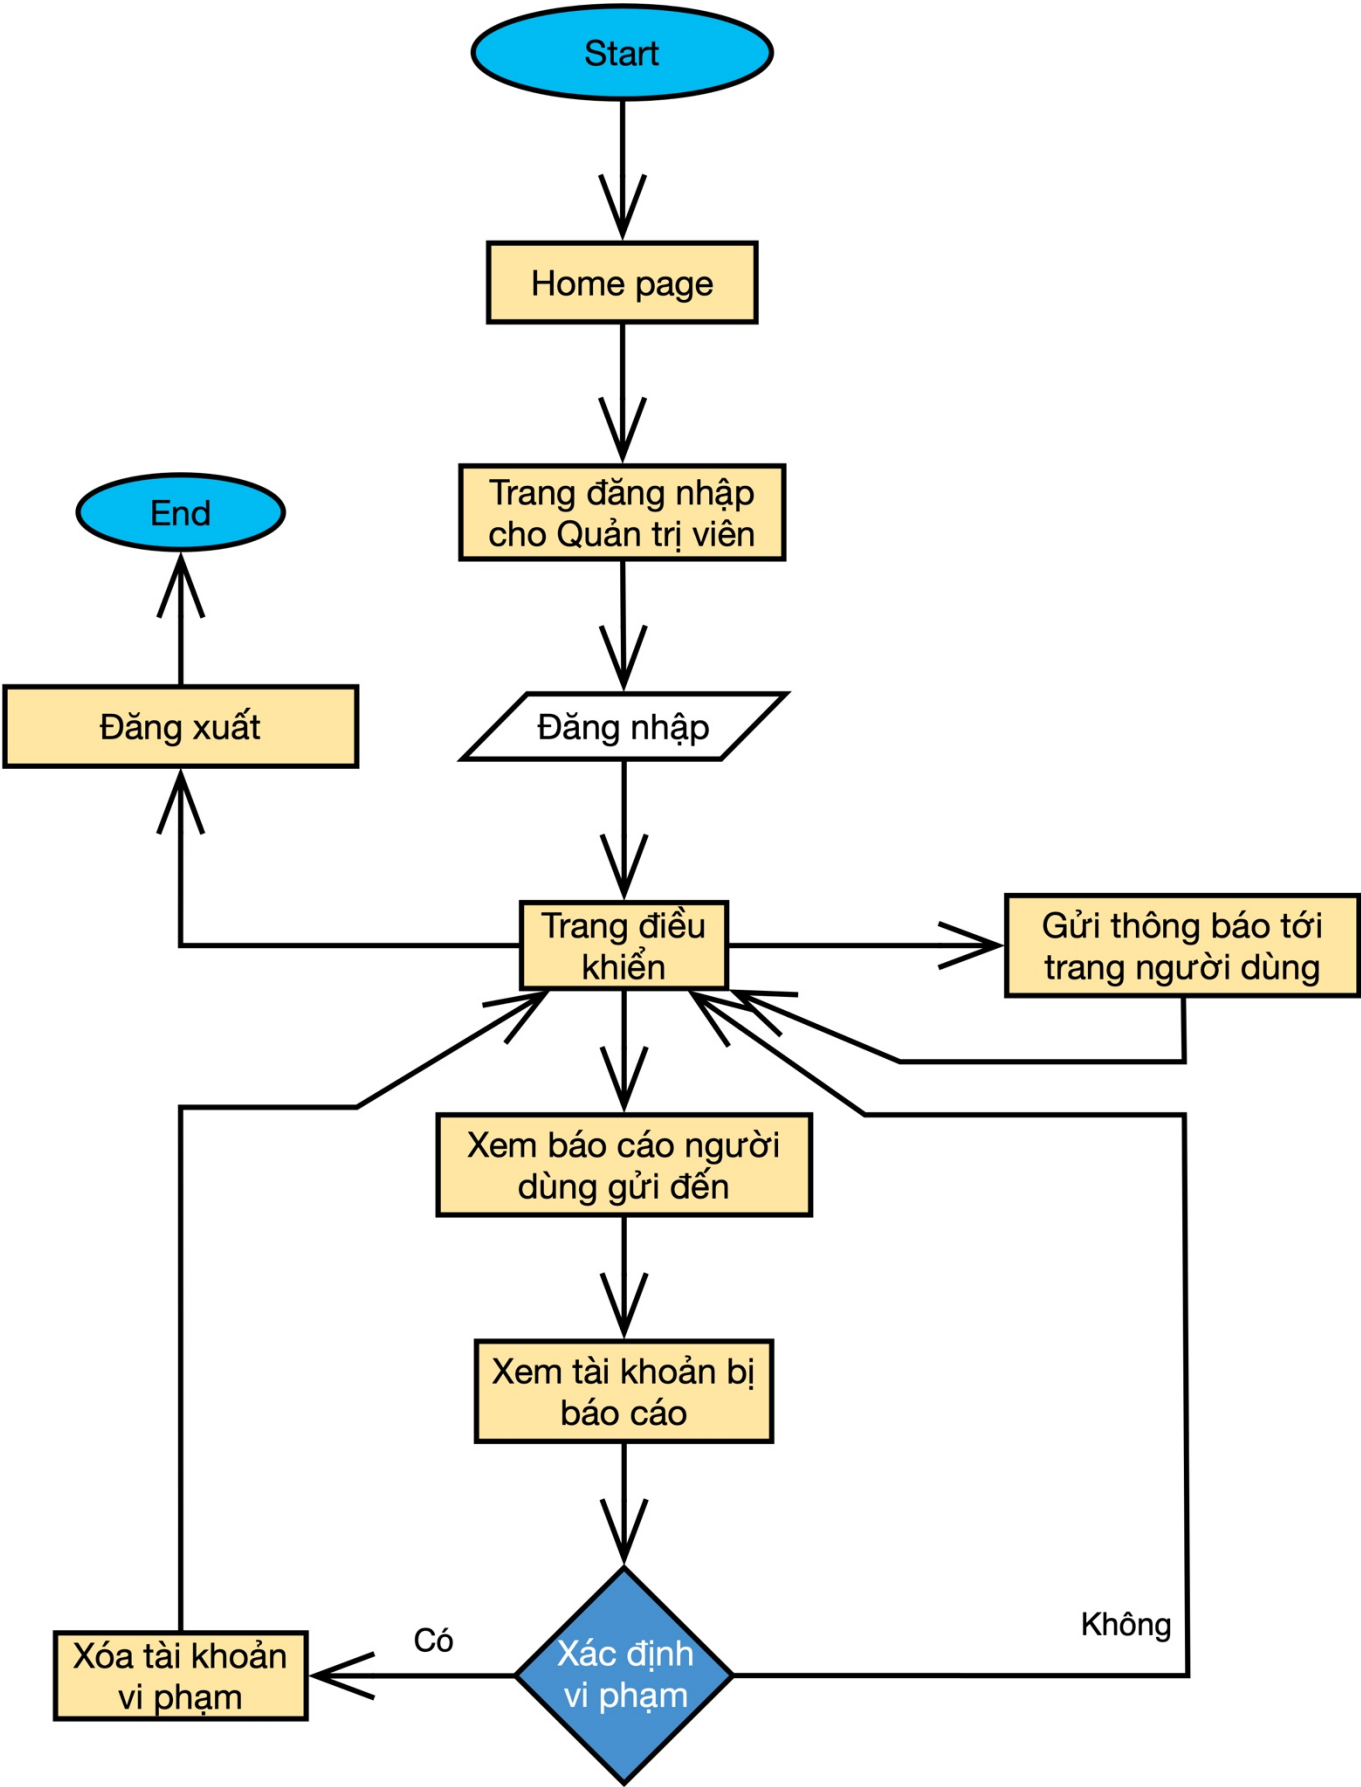 Start
Home page
Trang đăng nhập
cho Quản trị viên
End
Đăng xuất
Đăng nhập
Trang điều
khiển
Gửi thông báo tới
trang người dùng
Xem báo cáo người
dùng gửi đến
Xem tài khoản bị
báo cáo
Có
Không
Xóa tài khoản
vi phạm
Xác định
vi phạm